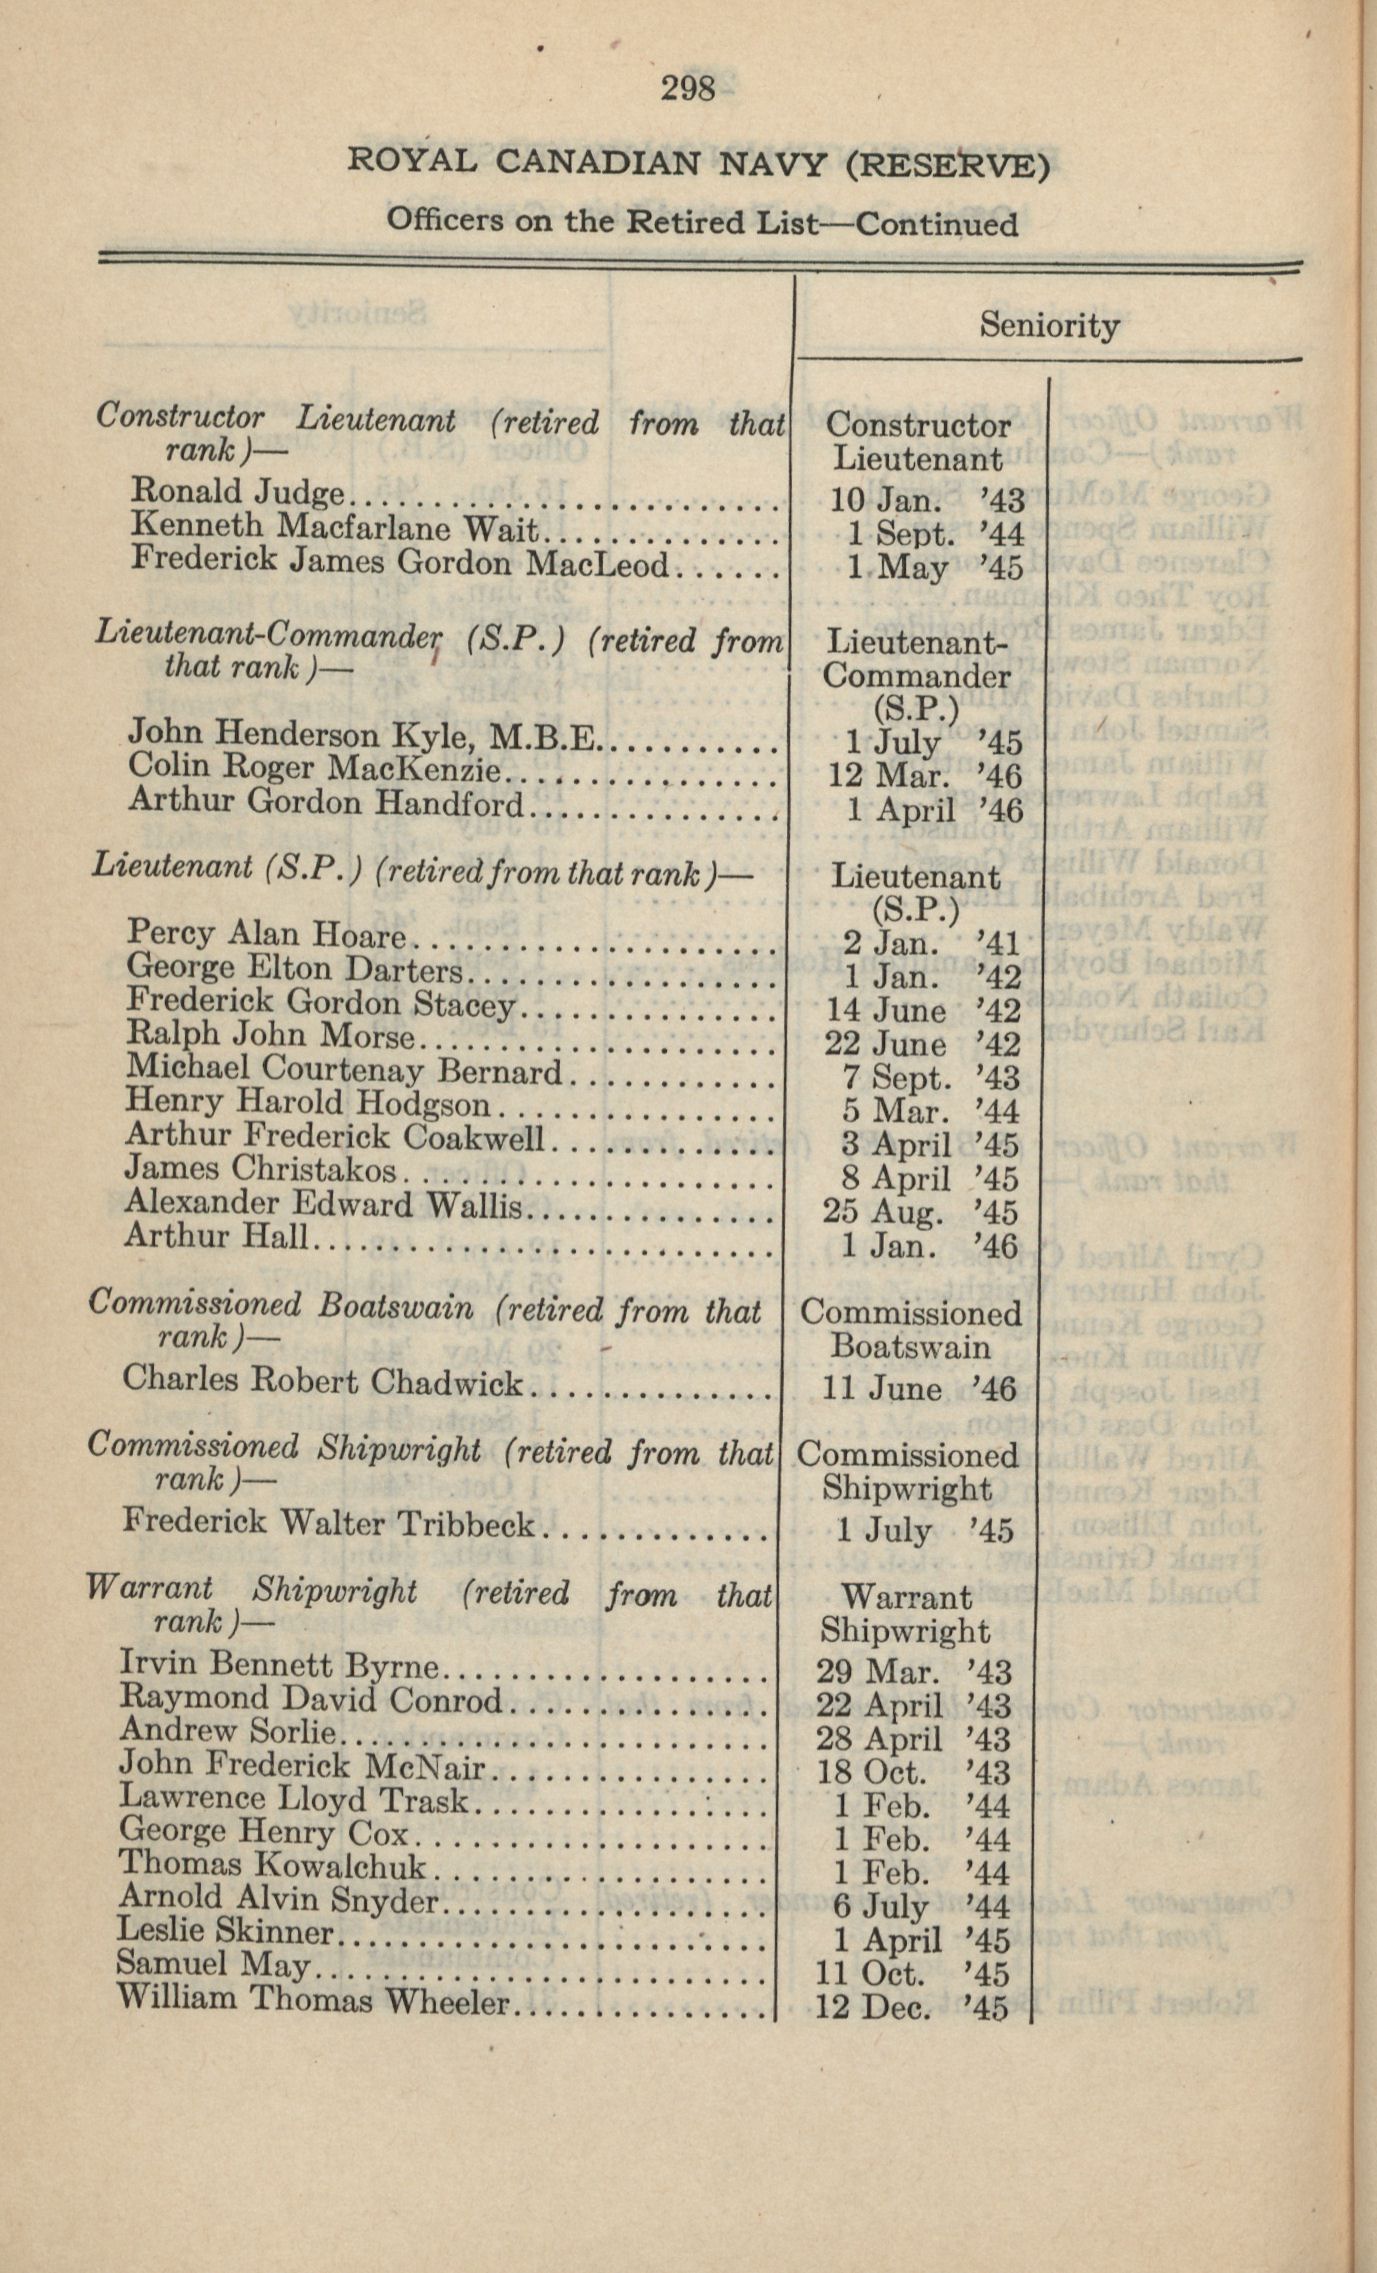 298
ROYAL CANADIAN NAVY (RESERVE)
Officers on the Retired List—Continued
Seniority
Constructor Lieutenant (retired from that
rank)—
Constructor
Lieutenant
Ronald Judge............................ 10 Jan. '43
Kenneth Macfarlane Wait............... 1 Sept. '44
Frederick James Gordon MacLeod....... 1 May '45
Lieutenant-Commander (S.P.) (retired from
that rank)—
Lieutenant-
Commander
(S.P.)
John Henderson Kyle, M.B.E............ 1 July '45
Colin Roger MacKenzie................. 12 Mar. '46
Arthur Gordon Handford................ 1 April '46
Lieutenant (S.P.) (retired from that rank)—
Lieutenant
(S.P.)
Percy Alan Hoare....................... 2 Jan. '41
George Elton Darters.................... 1 Jan. '42
Frederick Gordon Stacey................ 14 June '42
Ralph John Morse....................... 22 June '42
Michael Courtenay Bernard............. 7 Sept. '43
Henry Harold Hodgson................. 5 Mar. '44
Arthur Frederick Coakwell.............. 3 April '45
James Christakos........................ 8 April '45
Alexander Edward Wallis................ 25 Aug. '45
Arthur Hall............................. 1 Jan. '46
Commissioned Boatswain (retired from that
rank)—
Commissioned
Boatswain
Charles Robert Chadwick............... 11 June '46
Commissioned Shipwright (retired from that
rank)—
Commissioned
Shipwright
Frederick Walter Tribbeck.............. 1 July '45
Warrant Shipwright (retired from that
rank)—
Warrant
Shipwright
Irvin Bennett Byrne..................... 29 Mar. '43
Raymond David Conrod................ 22 April '43
Andrew Sorlie........................... 28 April '43
John Frederick McNair.................. 18 Oct. '43
Lawrence Lloyd Trask................... 1 Feb. '44
George Henry Cox...................... 1 Feb. '44
Thomas Kowalchuk..................... 1 Feb. '44
Arnold Alvin Snyder..................... 6 July '44
Leslie Skinner........................... 1 April '45
Samuel May............................. 11 Oct. '45
William Thomas Wheeler................ 12 Dec. '45